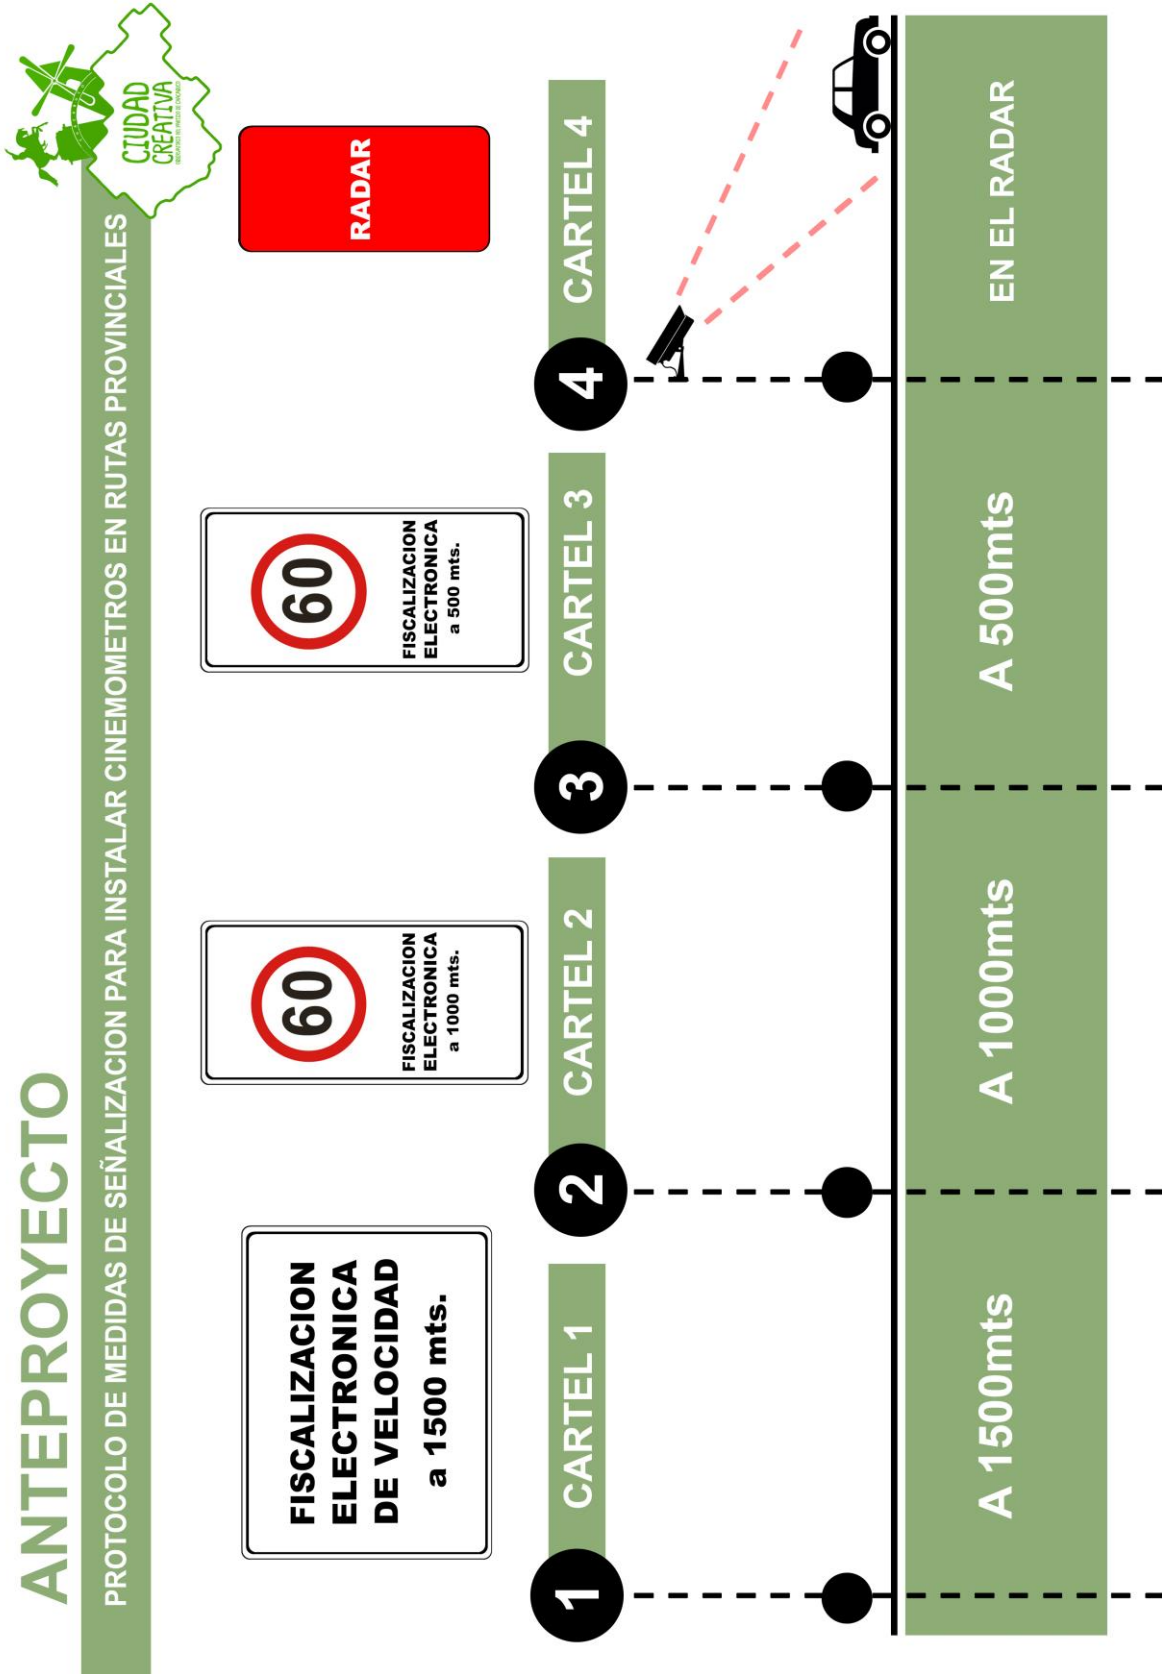 ANTEPROYECTO
PROTOCOLO DE MEDIDAS DE SEÑALIZACION PARA INSTALAR CINEMOMETROS EN RUTAS PROVINCIALES
CIUDAD
CREATIVA
FISCALIZACION
ELECTRONICA
DE VELOCIDAD
a 1500 mts.
60
FISCALIZACION
ELECTRONICA
a 1000 mts.
60
FISCALIZACION
ELECTRONICA
a 500 mts.
RADAR
1 CARTEL 1
2 CARTEL 2
3 CARTEL 3
4 CARTEL 4
A 1500mts
A 1000mts
A 500mts
EN EL RADAR